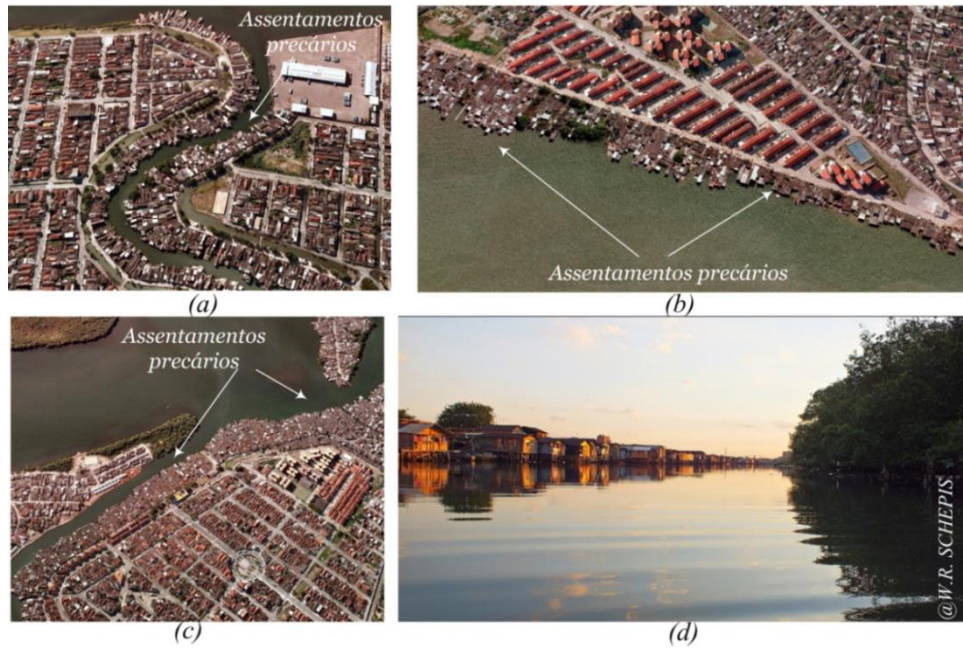 Assentamentos
precários
(a)
Assentamentos precários
(b)
Assentamentos
precários
(c)
@W.R. SCHEPIS
(d)